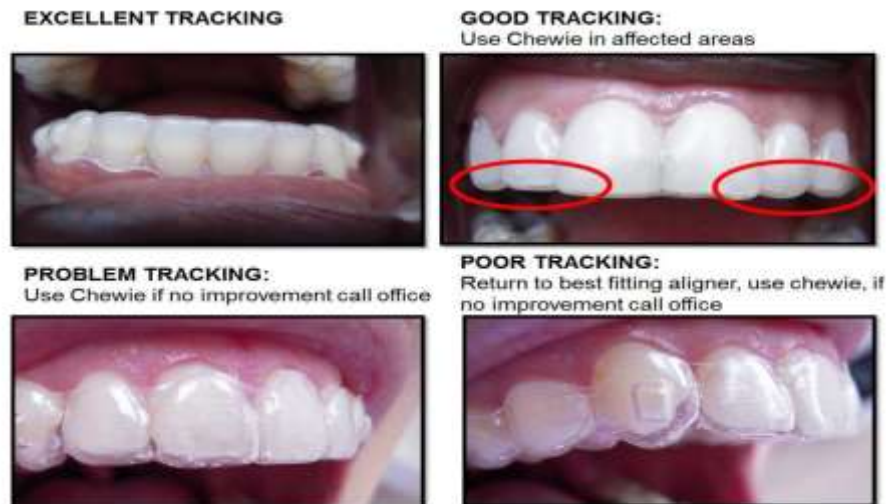 EXCELLENT TRACKING
GOOD TRACKING:
Use Chewie in affected areas
PROBLEM TRACKING:
Use Chewie if no improvement call office
POOR TRACKING:
Return to best fitting aligner, use chewie, if
no improvement call office